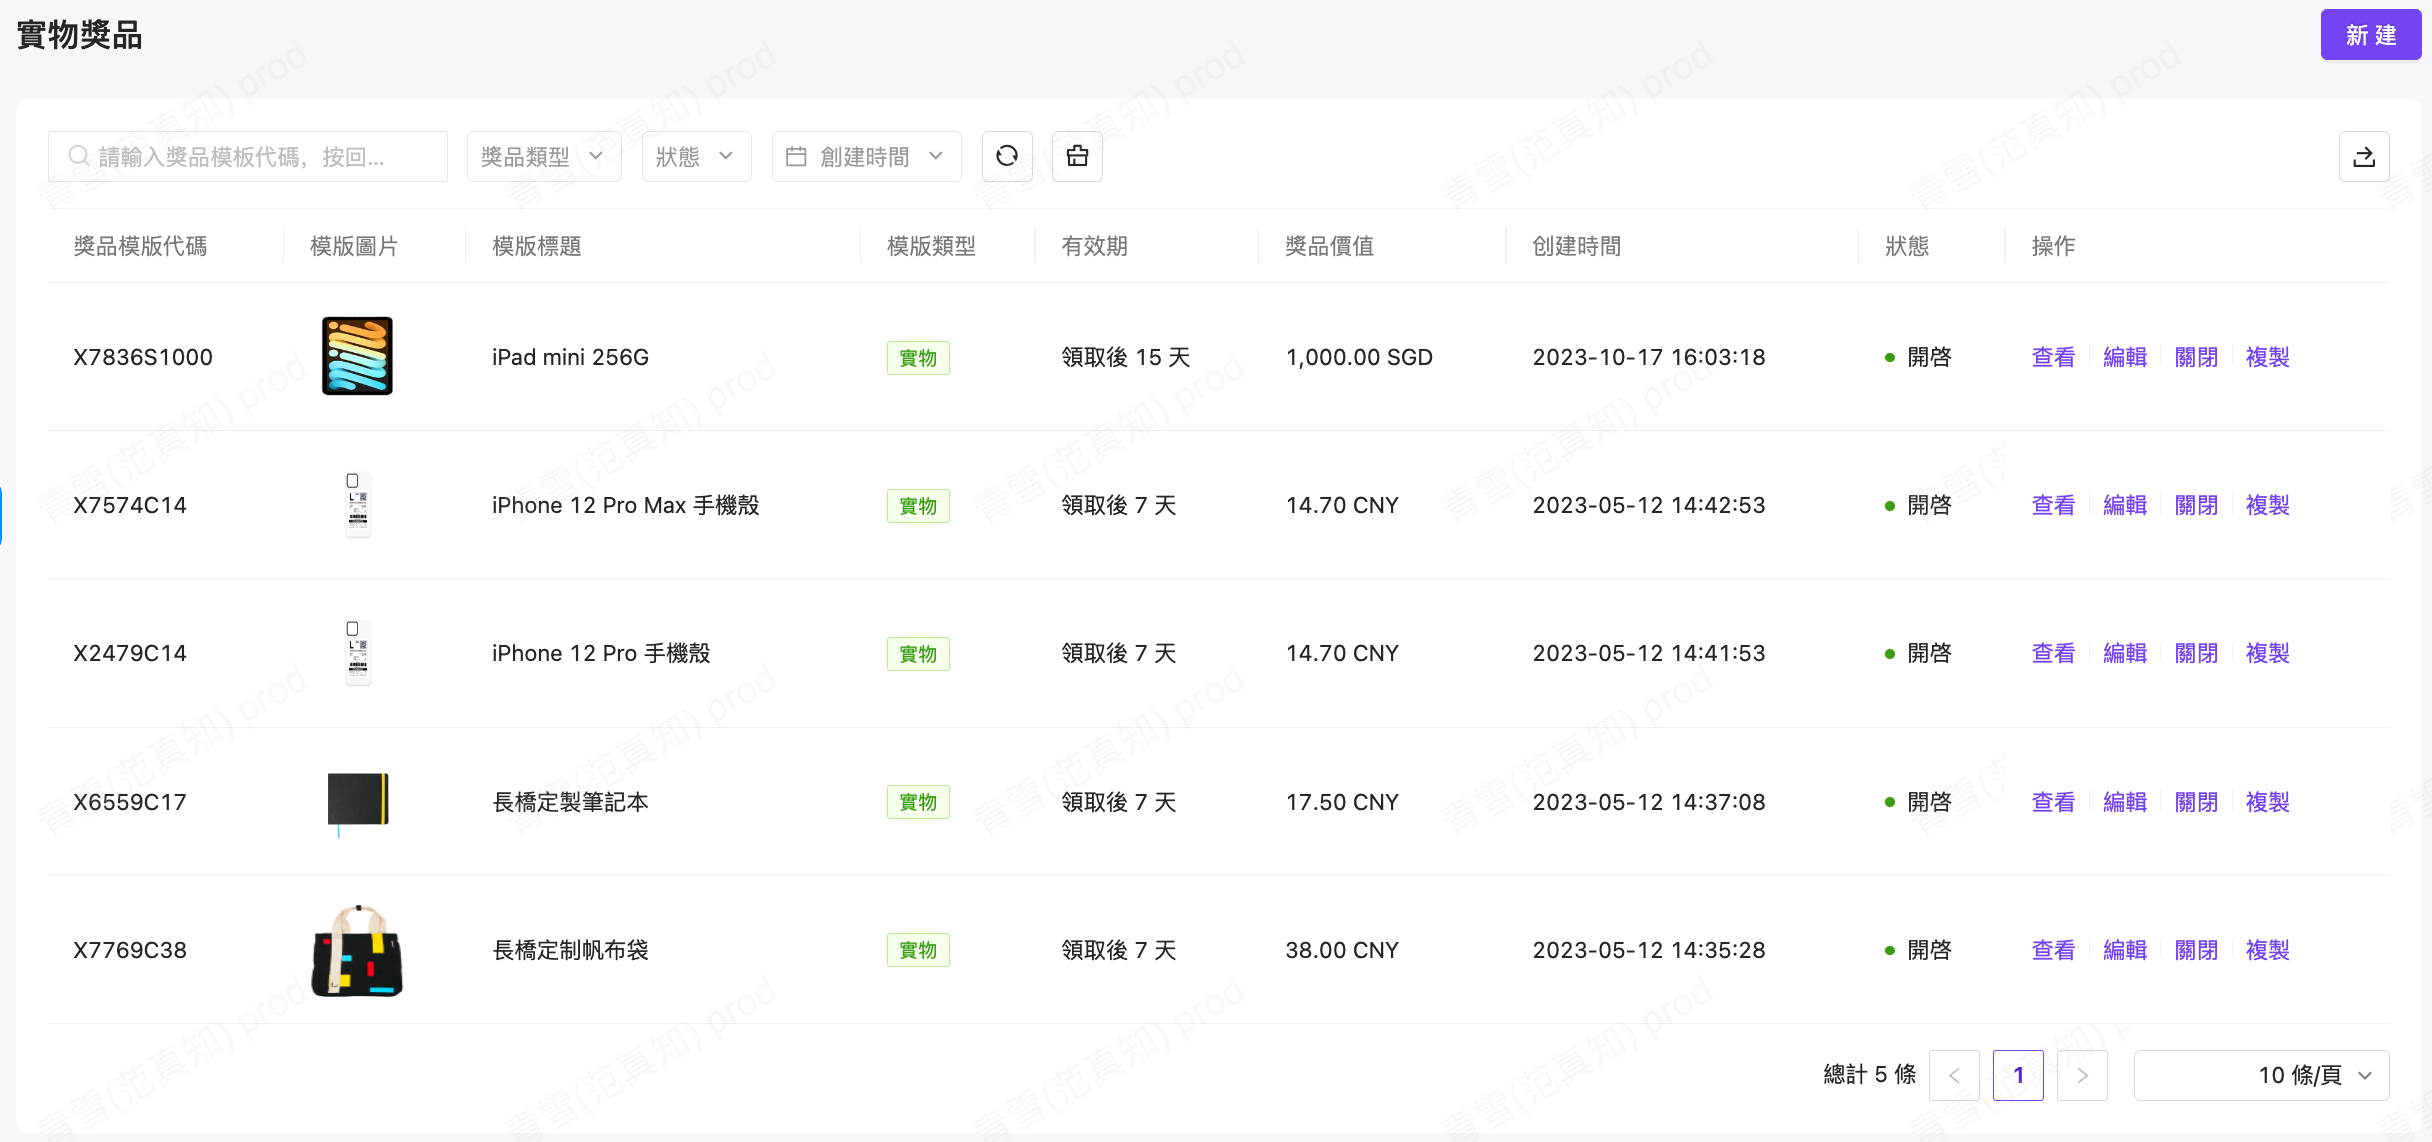 實物獎品
新 建
請輸入獎品模板代碼，按回...
獎品類型
狀態
創建時間
獎品模版代碼 模版圖片 模版標題 模版類型 有效期 獎品價值 创建時間 狀態 操作
X7836S1000 iPad mini 256G 實物 領取後 15 天 1,000.00 SGD 2023-10-17 16:03:18 開啓 查看 編輯 關閉 複製
X7574C14 iPhone 12 Pro Max 手機殼 實物 領取後 7 天 14.70 CNY 2023-05-12 14:42:53 開啓 查看 編輯 關閉 複製
X2479C14 iPhone 12 Pro 手機殼 實物 領取後 7 天 14.70 CNY 2023-05-12 14:41:53 開啓 查看 編輯 關閉 複製
X6559C17 長橋定製筆記本 實物 領取後 7 天 17.50 CNY 2023-05-12 14:37:08 開啓 查看 編輯 關閉 複製
X7769C38 長橋定制帆布袋 實物 領取後 7 天 38.00 CNY 2023-05-12 14:35:28 開啓 查看 編輯 關閉 複製
總計 5 條
1
10 條/頁
青雪(范真知) prod